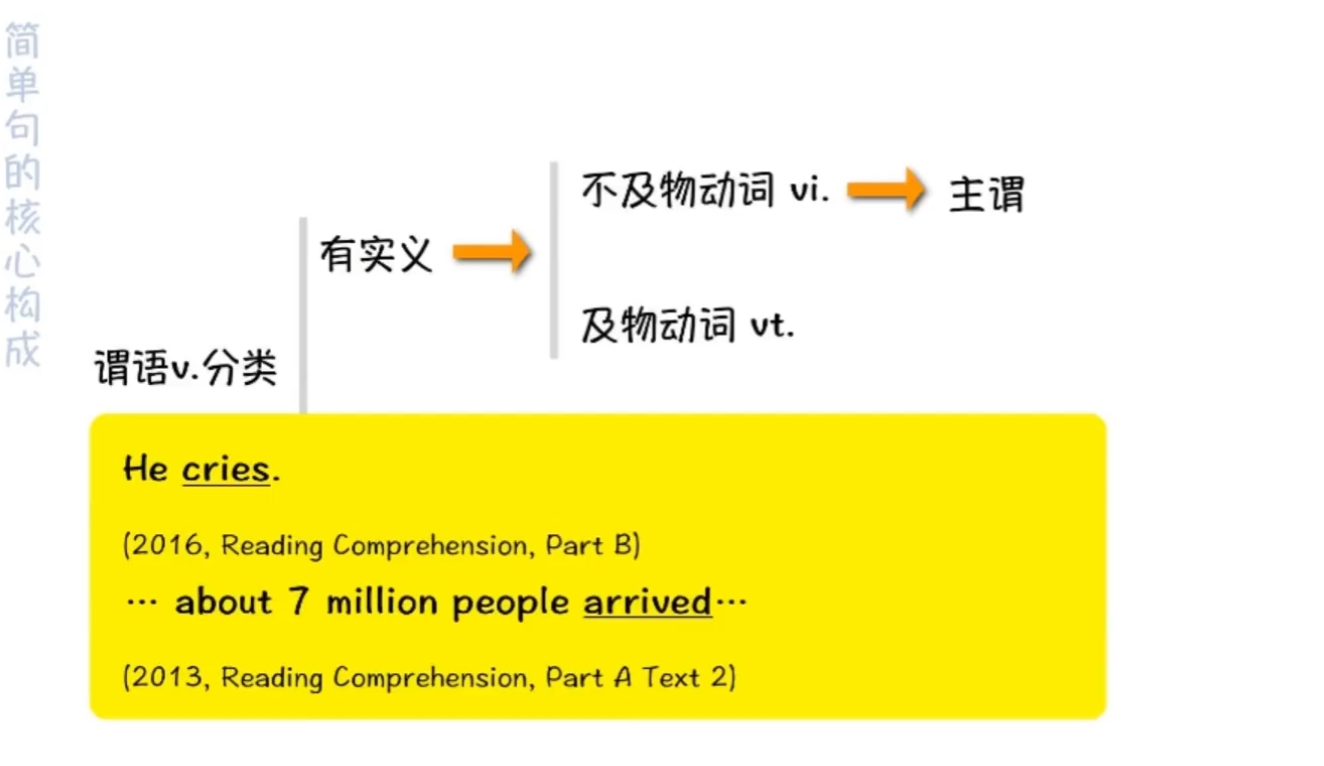 简单句的核心构成
不及物动词 vi. 主谓
有实义
及物动词 vt.
谓语v.分类
He cries.
(2016, Reading Comprehension, Part B)
… about 7 million people arrived…
(2013, Reading Comprehension, Part A Text 2)